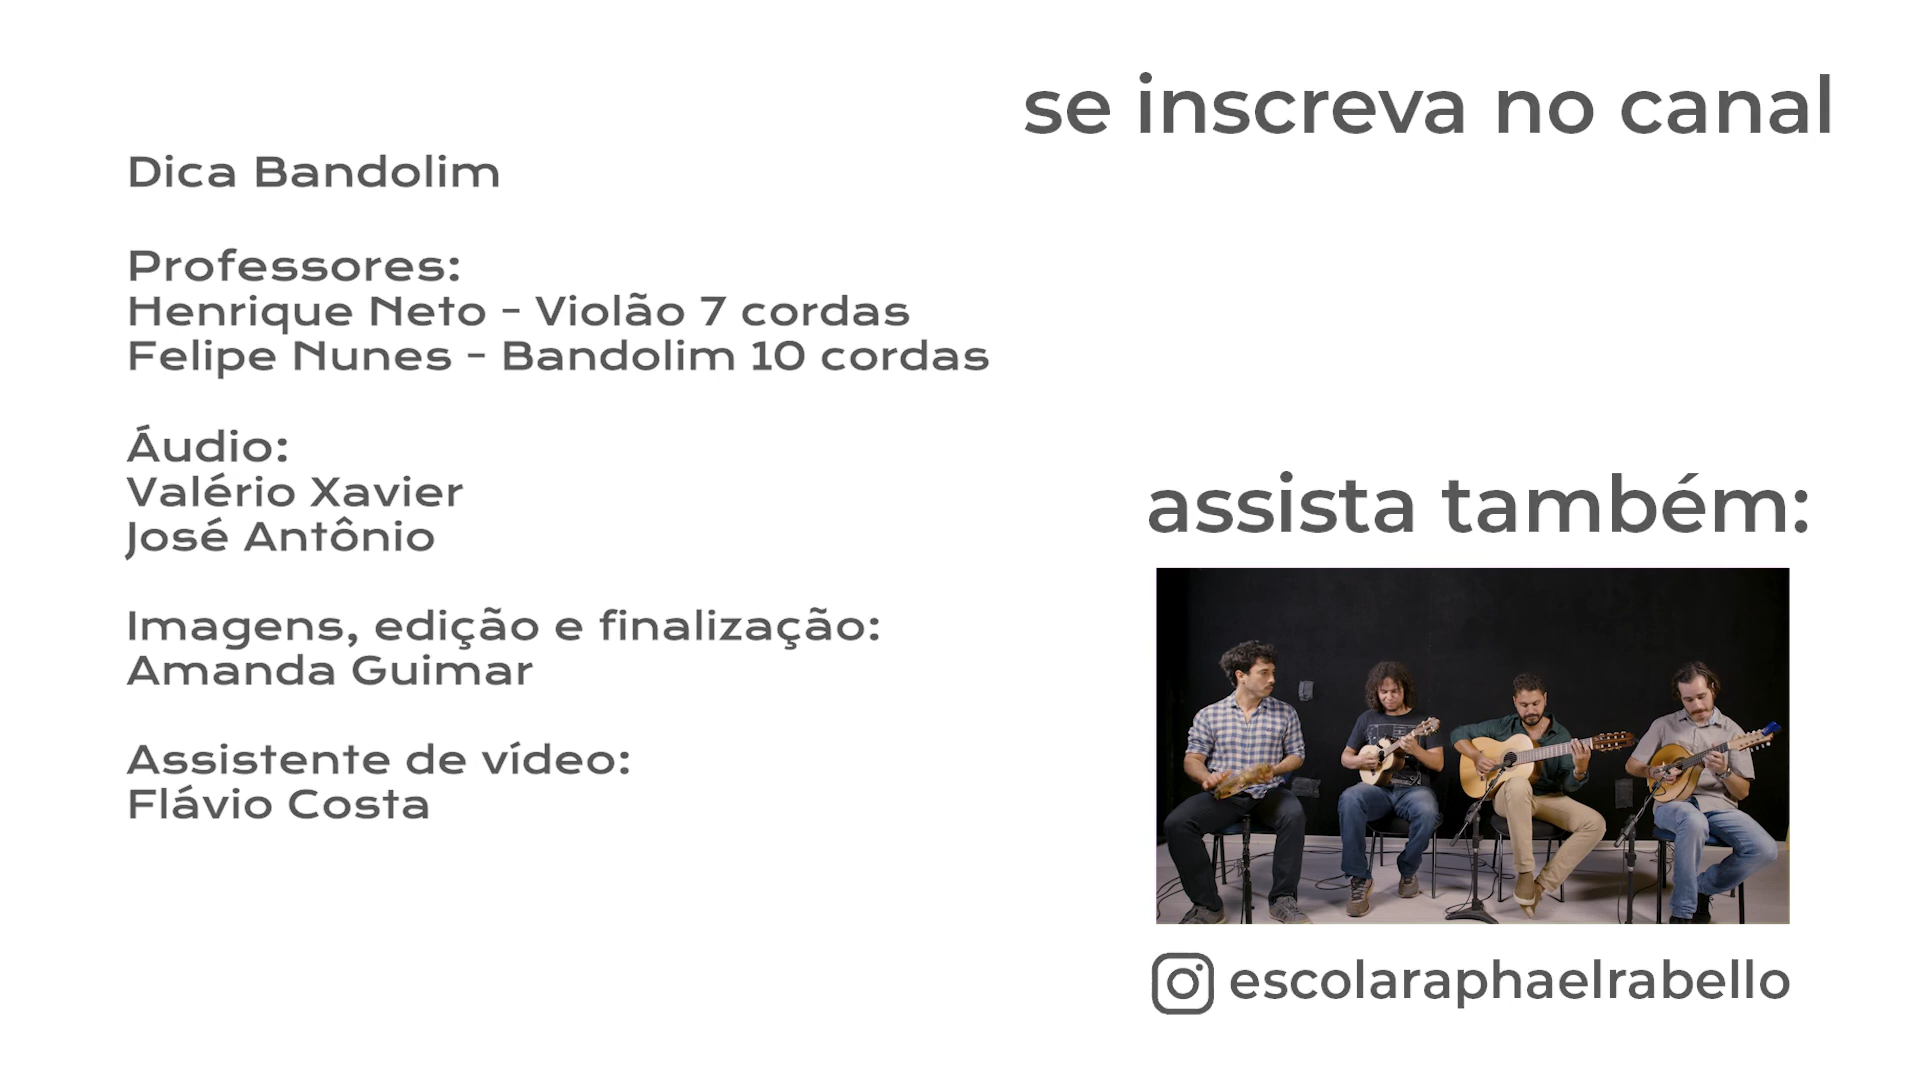 se inscreva no canal
Dica Bandolim
Professores:
Henrique Neto - Violão 7 cordas
Felipe Nunes - Bandolim 10 cordas
Áudio:
Valério Xavier
José Antônio
Imagens, edição e finalização:
Amanda Guimar
Assistente de vídeo:
Flávio Costa
assista também:
escolaraphaelrabello